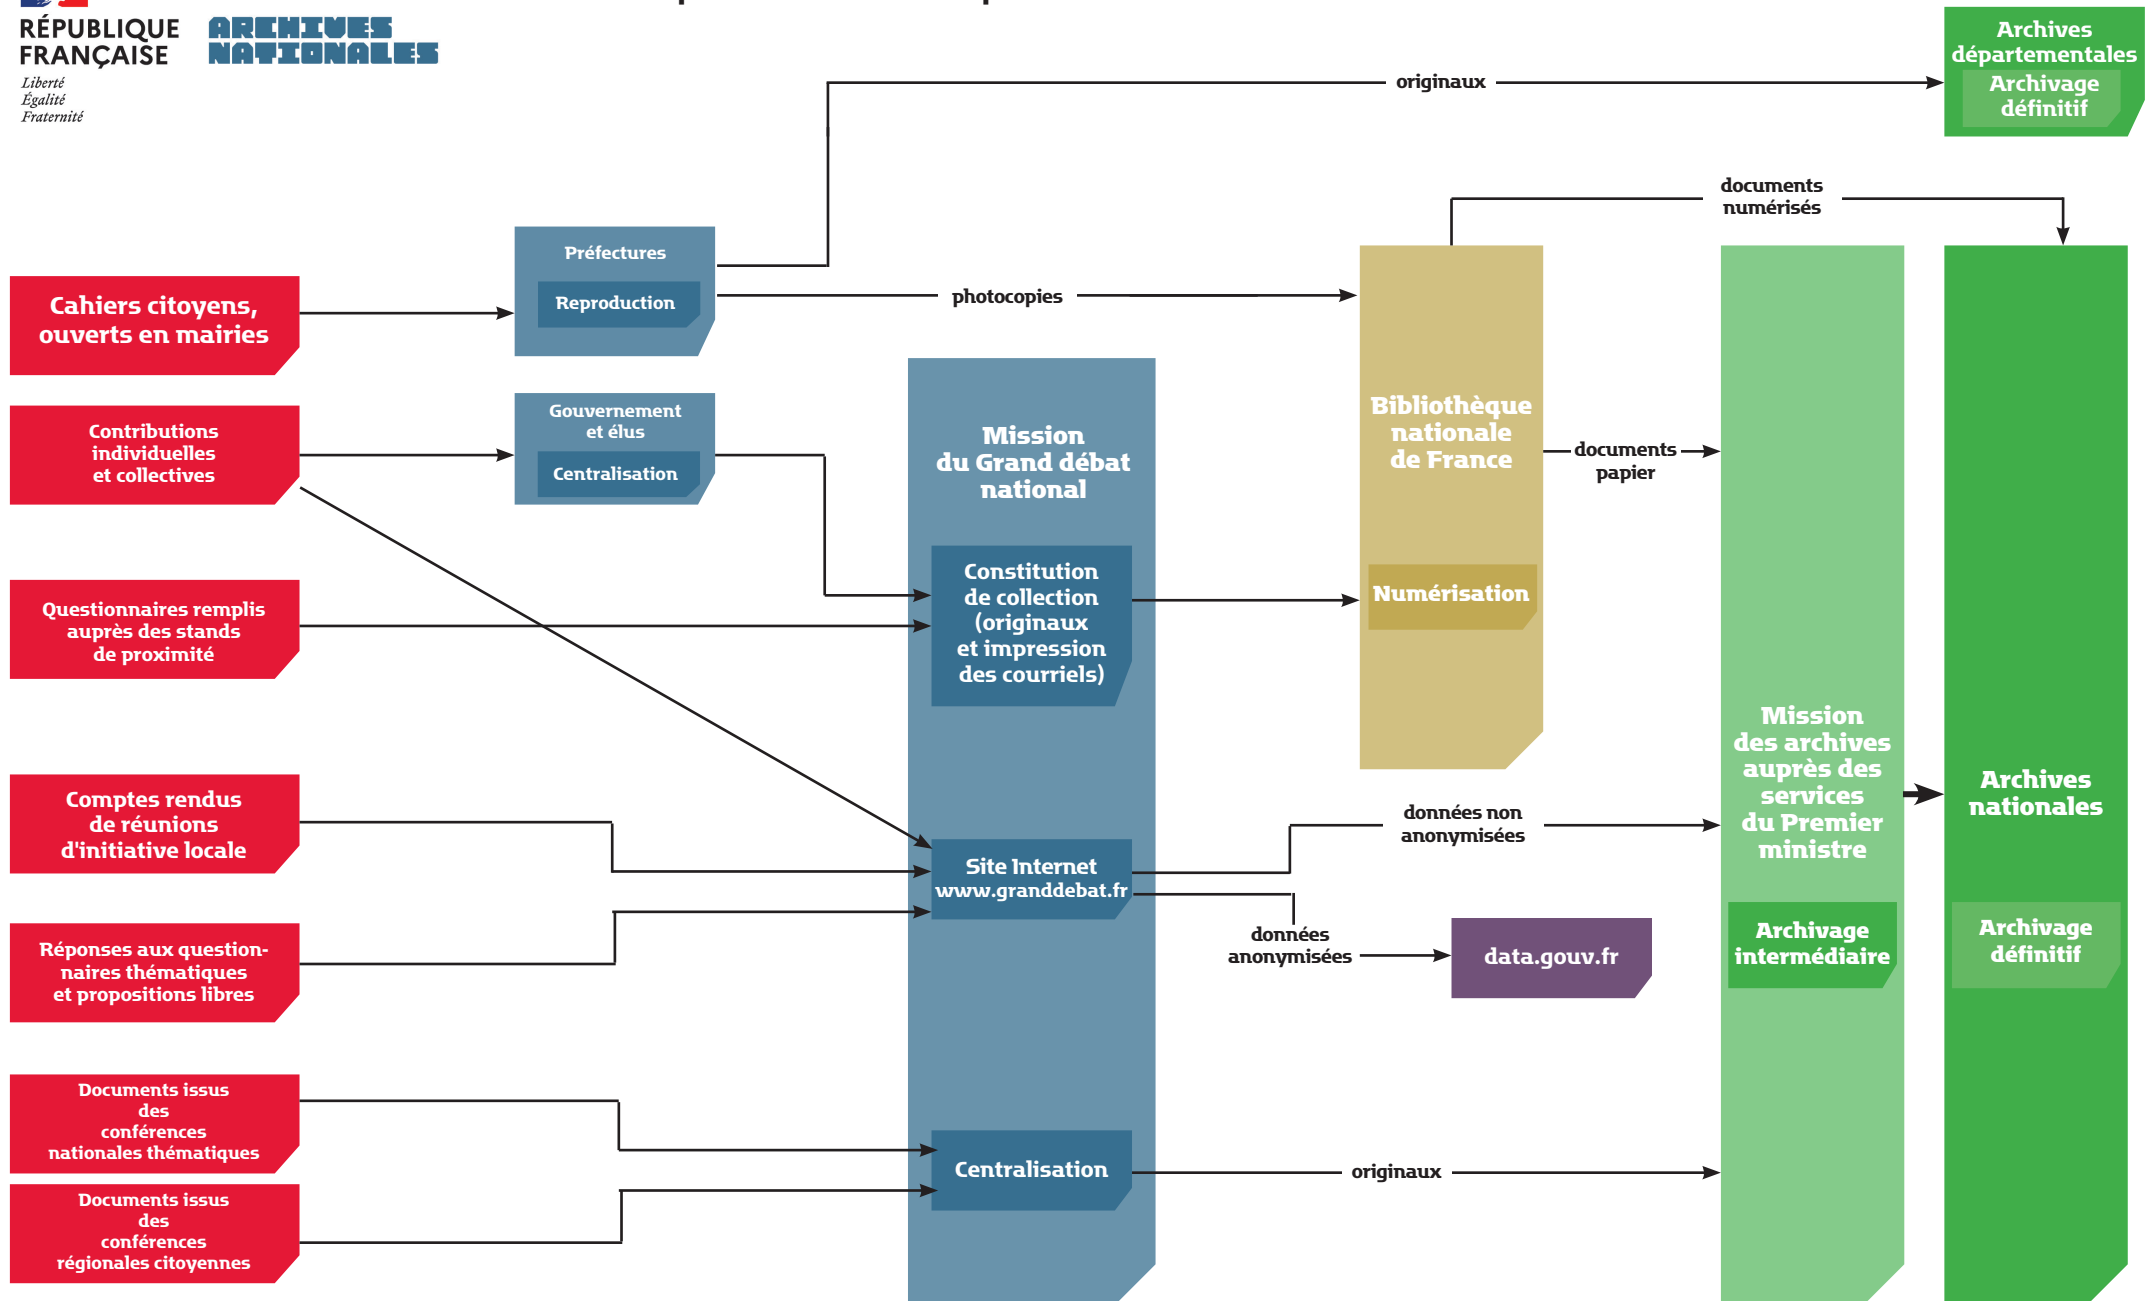 RÉPUBLIQUE
FRANÇAISE
Liberté
Égalité
Fraternité
ARCHIVES
NATIONALES
originaux
Archives
départementales
Archivage
définitif
documents
numérisés
Préfectures
Reproduction
photocopies
Cahiers citoyens,
ouverts en mairies
Contributions
individuelles
et collectives
Gouvernement
et élus
Centralisation
Mission
du Grand débat
national
Bibliothèque
nationale
de France
documents
papier
Questionnaires remplis
auprès des stands
de proximité
Constitution
de collection
(originaux
et impression
des courriels)
Numérisation
Comptes rendus
de réunions
d'initiative locale
Site Internet
www.granddebat.fr
données non
anonymisées
Mission
des archives
auprès des
services
du Premier
ministre
Archives
nationales
Réponses aux question-
naires thématiques
et propositions libres
données
anonymisées
data.gouv.fr
Archivage
intermédiaire
Archivage
définitif
Documents issus
des
conférences
nationales thématiques
Centralisation
originaux
Documents issus
des
conférences
régionales citoyennes